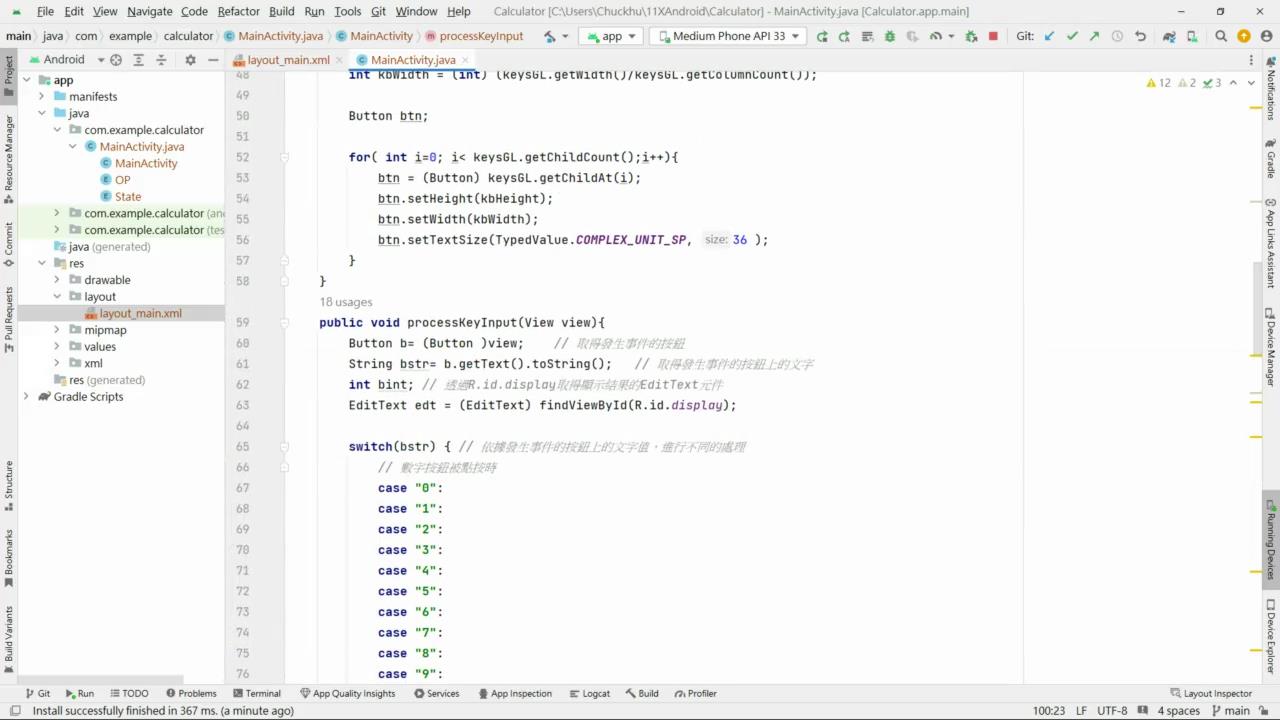 File Edit View Navigate Code Refactor Build Run Tools Git Window Help Calculator [C:\Users\Chuckhu\11XAndroid\Calculator] - MainActivity.java [Calculator.app.main]
main java com example calculator MainActivity.java MainActivity processKeyInput app Medium Phone API 33 Git:
Android
layout_main.xml MainActivity.java
Project
Resource Manager
Commit
Pull Requests
Structure
Bookmarks
Build Variants
app
manifests
java
com.example.calculator
MainActivity.java
MainActivity
OP
State
com.example.calculator (an
com.example.calculator (tes
java (generated)
res
drawable
layout
layout_main.xml
mipmap
values
xml
res (generated)
Gradle Scripts
12 2 3
48 int kbWidth = (int) (keysGL.getWidth()/keysGL.getColumnCount());
49
50 Button btn;
51
52 for( int i=0; i< keysGL.getChildCount();i++){
53 btn = (Button) keysGL.getChildAt(i);
54 btn.setHeight(kbHeight);
55 btn.setWidth(kbWidth);
56 btn.setTextSize(TypedValue.COMPLEX_UNIT_SP, size: 36 );
57 }
58 }
18 usages
59 public void processKeyInput(View view){
60 Button b= (Button )view; // 取得發生事件的按鈕
61 String bstr= b.getText().toString(); // 取得發生事件的按鈕上的文字
62 int bint; // 透過R.id.display取得顯示結果的EditText元件
63 EditText edt = (EditText) findViewById(R.id.display);
64
65 switch(bstr) { // 依據發生事件的按鈕上的文字值，進行不同的處理
66 // 數字按鈕被點按時
67 case "0":
68 case "1":
69 case "2":
70 case "3":
71 case "4":
72 case "5":
73 case "6":
74 case "7":
75 case "8":
76 case "9":
Notifications
Gradle
App Links Assistant
Device Manager
Running Devices
Device Explorer
Git Run TODO Problems Terminal App Quality Insights Services App Inspection Logcat Build Profiler Layout Inspector
Install successfully finished in 367 ms. (a minute ago) 100:23 LF UTF-8 4 spaces main